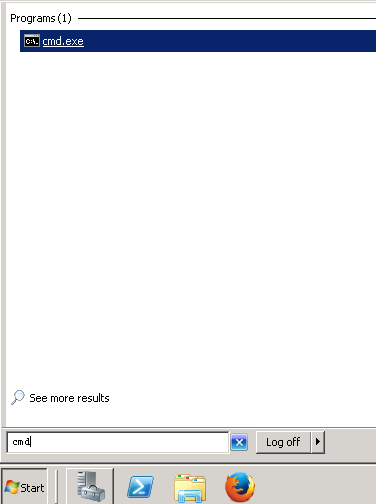 Programs (1)
cmd.exe
See more results
cmd
Log off
Start